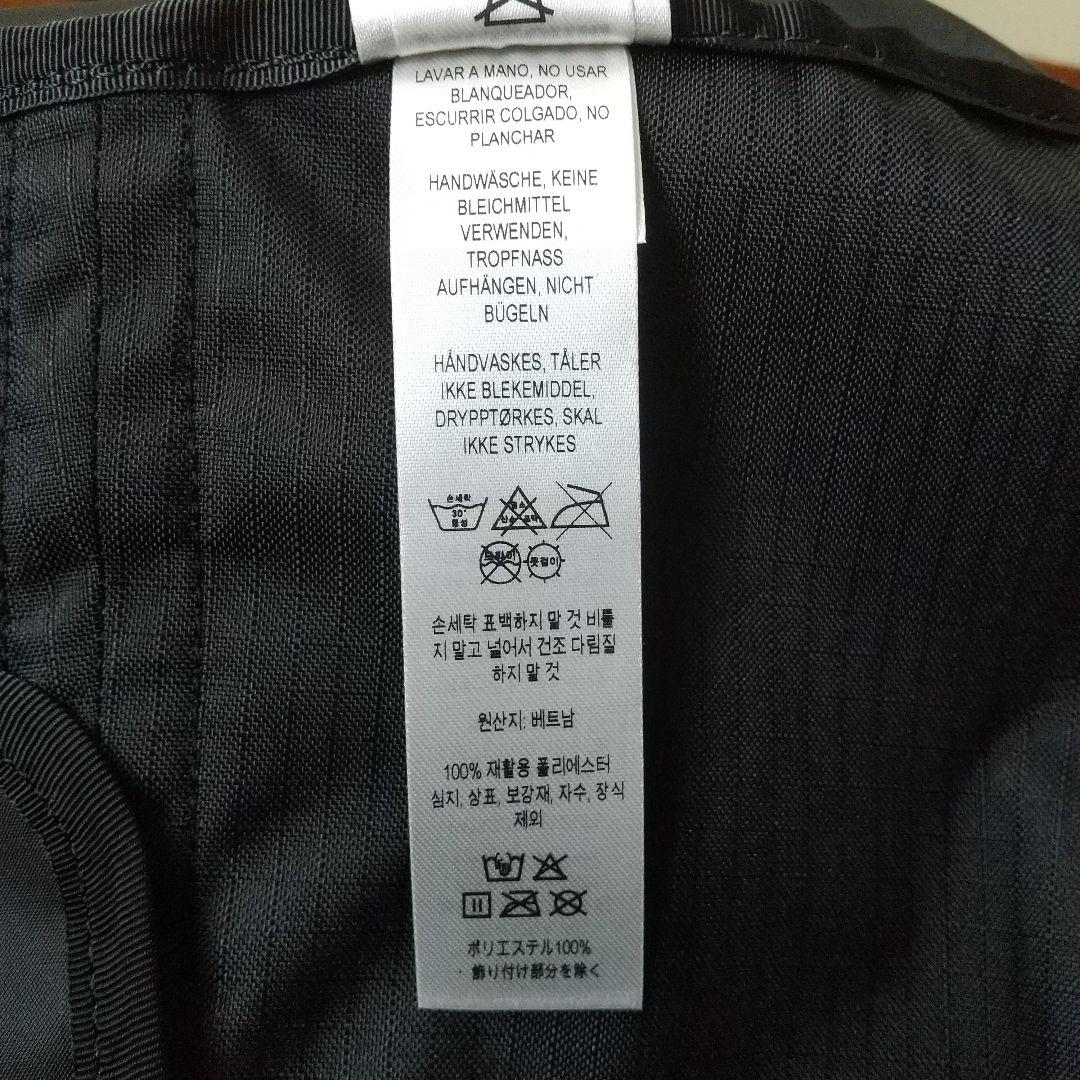 LAVAR A MANO, NO USAR
BLANQUEADOR,
ESCURRIR COLGADO, NO
PLANCHAR
HANDWÄSCHE, KEINE
BLEICHMITTEL
VERWENDEN,
TROPFNASS
AUFHÄNGEN, NICHT
BÜGELN
HÅNDVASKES, TÅLER
IKKE BLEKEMIDDEL,
DRYPPTØRKES, SKAL
IKKE STRYKES
손세탁
30°
중성
옷걸이
손세탁 표백하지 말 것 비틀
지 말고 널어서 건조 다림질
하지 말 것
원산지: 베트남
100% 재활용 폴리에스터
심지, 상표, 보강재, 자수, 장식
제외
ポリエステル100%
飾り付け部分を除く